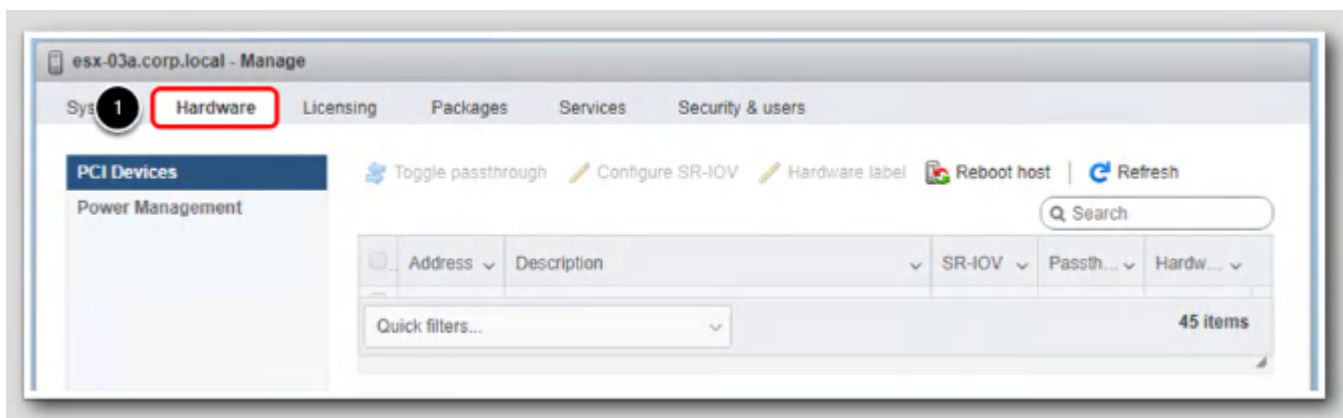 esx-03a.corp.local - Manage
Sys 1 Hardware Licensing Packages Services Security & users
PCI Devices
Toggle passthrough Configure SR-IOV Hardware label Reboot host | Refresh
Power Management
Search
Address Description SR-IOV Passth... Hardw...
Quick filters... 45 items